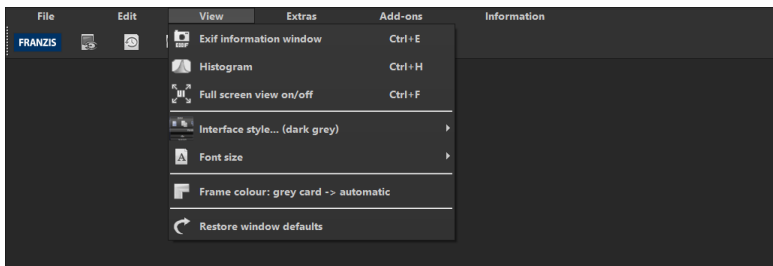 File Edit View Extras Add-ons Information
FRANZIS
Exif information window Ctrl+E
Histogram Ctrl+H
Full screen view on/off Ctrl+F
Interface style... (dark grey)
Font size
Frame colour: grey card -> automatic
Restore window defaults